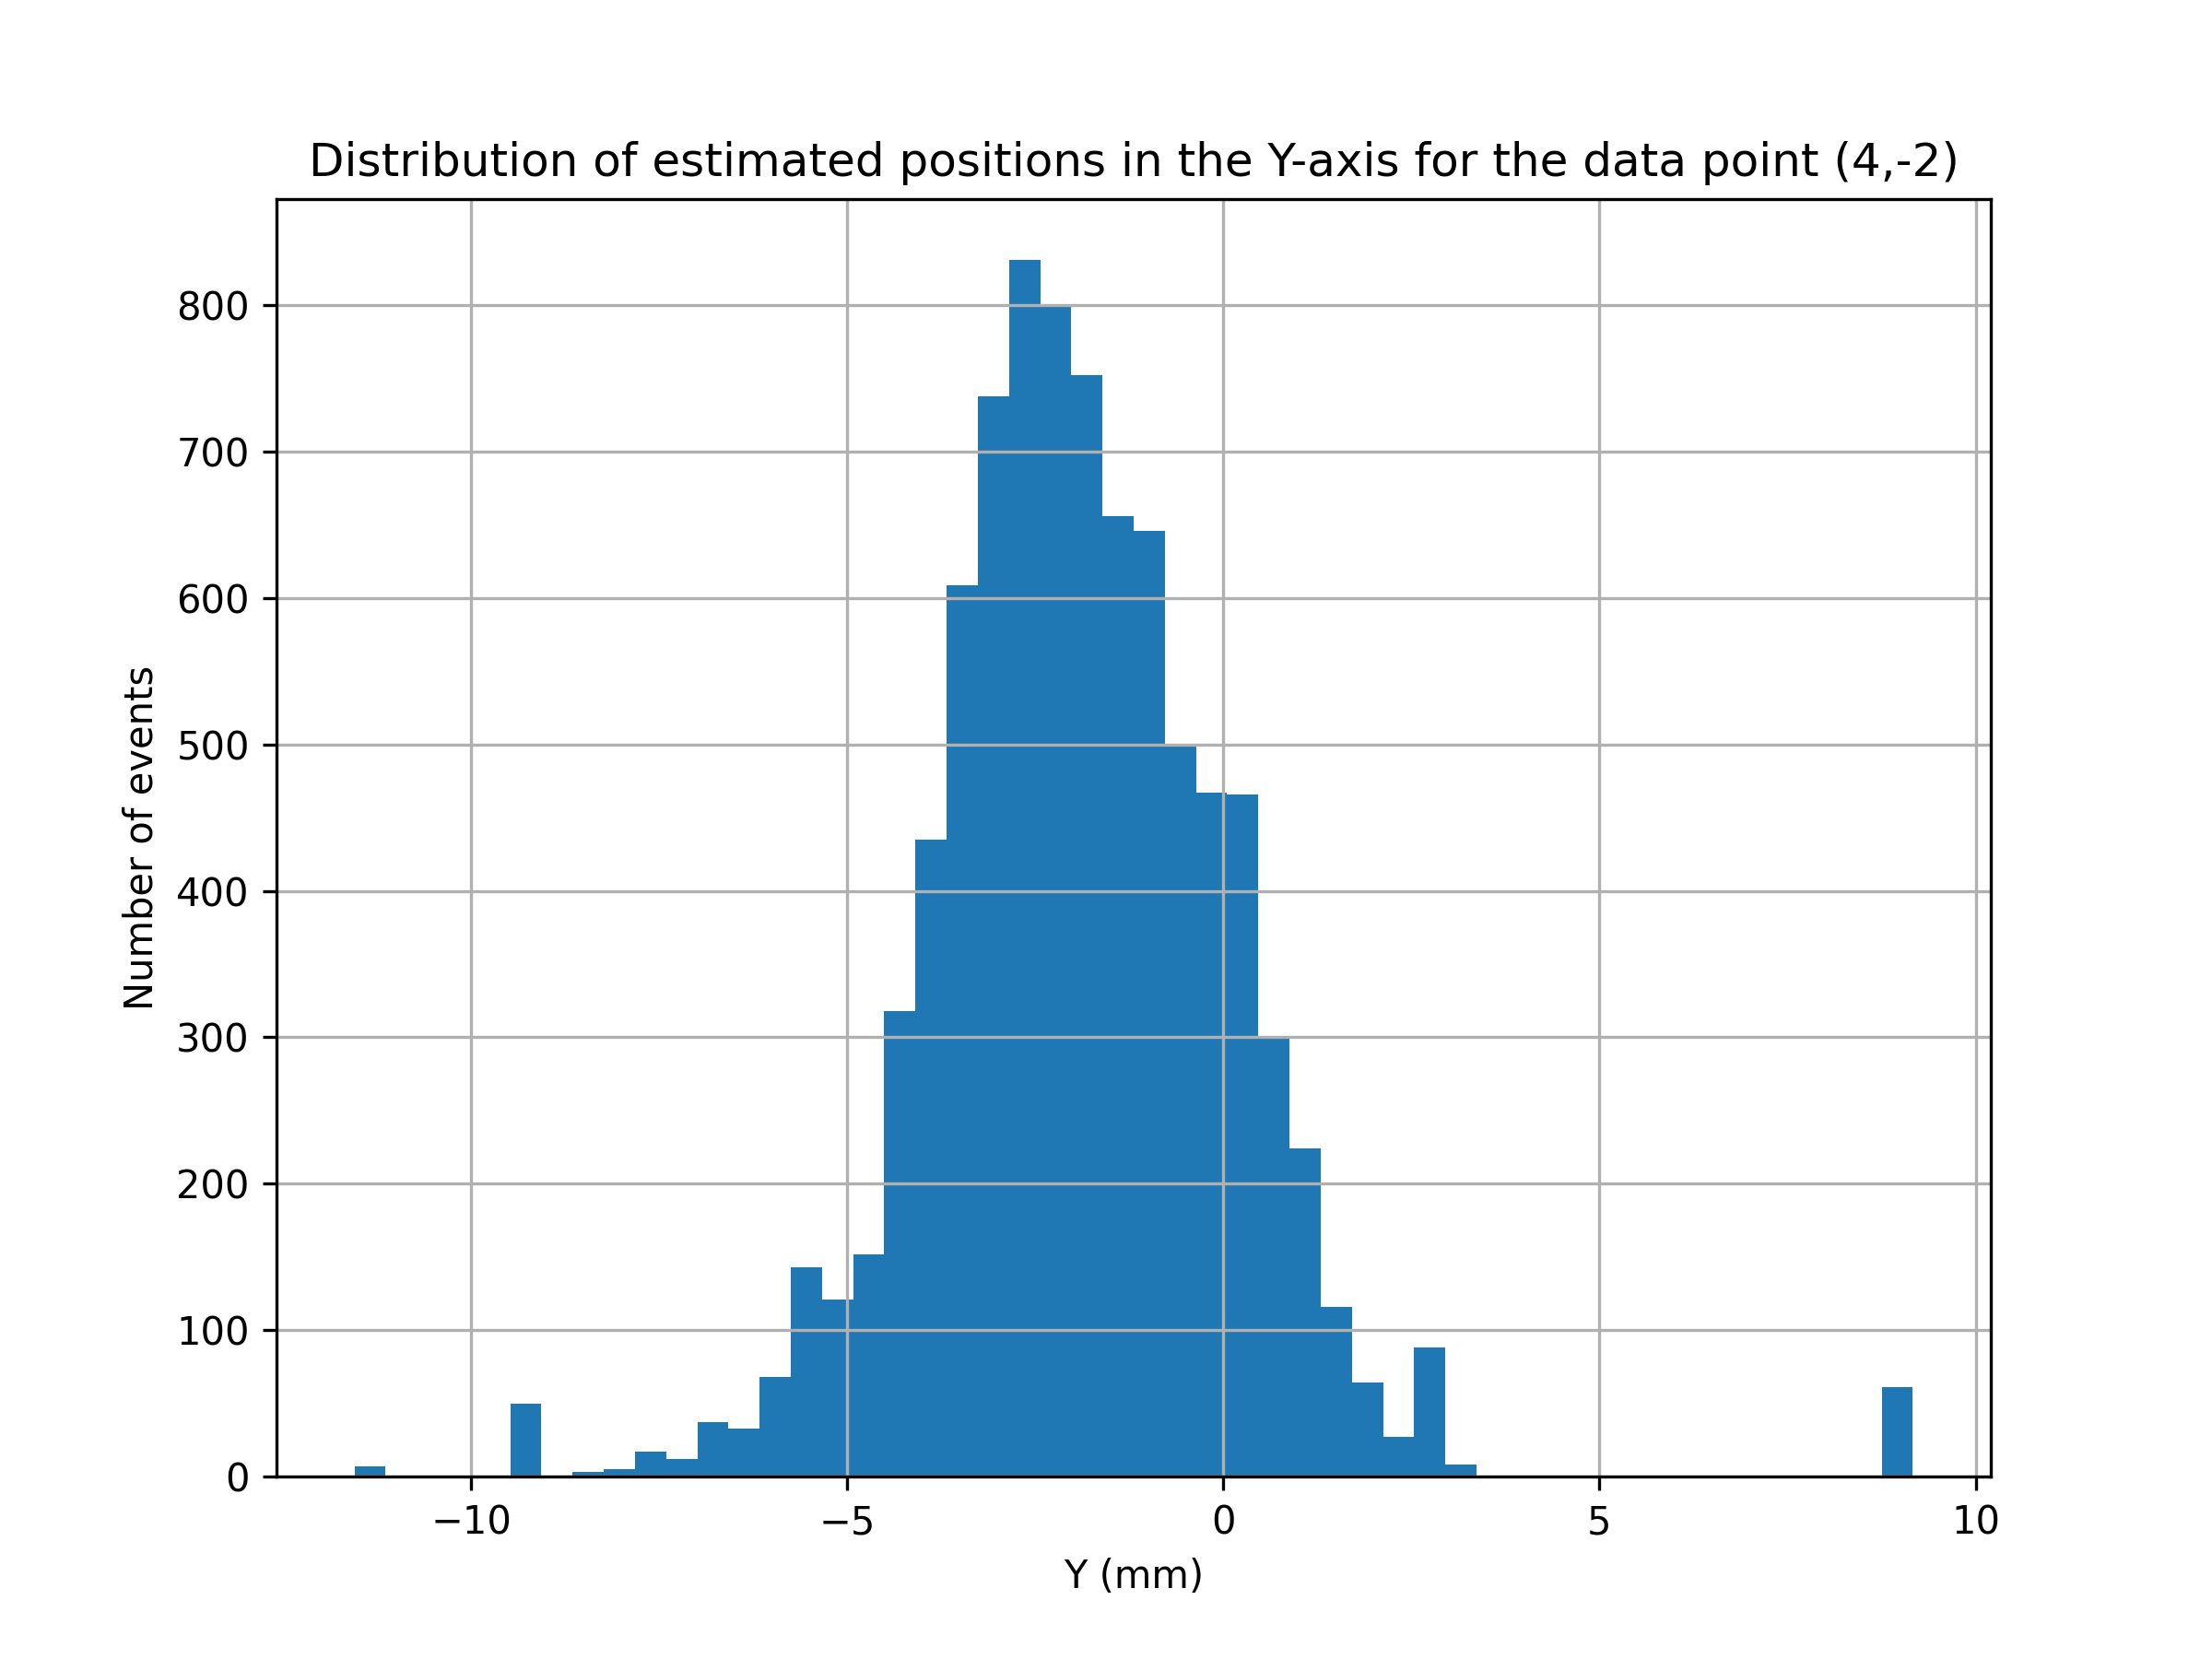 Distribution of estimated positions in the Y-axis for the data point (4,-2)
800
700
600
500
400
300
200
100
0
Number of events
−10 −5 0 5 10
Y (mm)